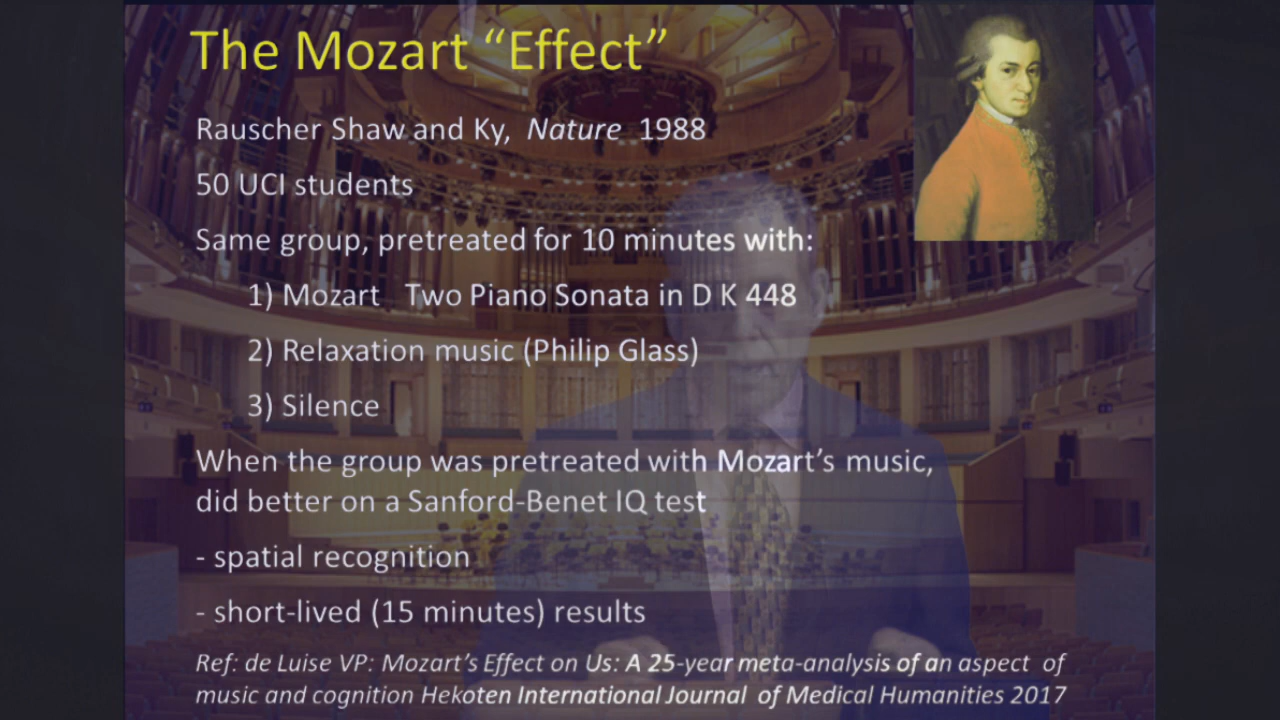 The Mozart “Effect”
Rauscher Shaw and Ky, Nature 1988
50 UCI students
Same group, pretreated for 10 minutes with:
1) Mozart Two Piano Sonata in D K 448
2) Relaxation music (Philip Glass)
3) Silence
When the group was pretreated with Mozart’s music,
did better on a Sanford-Benet IQ test
- spatial recognition
- short-lived (15 minutes) results
Ref: de Luise VP: Mozart’s Effect on Us: A 25-year meta-analysis of an aspect of
music and cognition Hekoten International Journal of Medical Humanities 2017